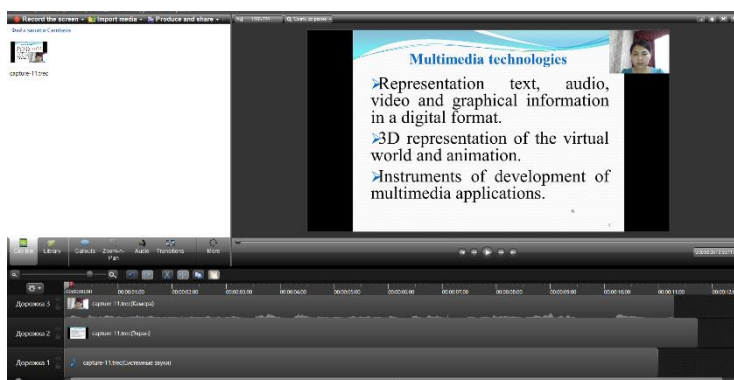 Record the screen Import media Produce and share
capture-11.trec
Multimedia technologies
➢Representation text, audio,
video and graphical information
in a digital format.
➢3D representation of the virtual
world and animation.
➢Instruments of development of
multimedia applications.
Library Callouts Zoom-n-Pan Audio Transitions More
Дорожка 3 capture-11.trec(Камера)
Дорожка 2 capture-11.trec(Экран)
Дорожка 1 capture-11.trec(Системные звуки)